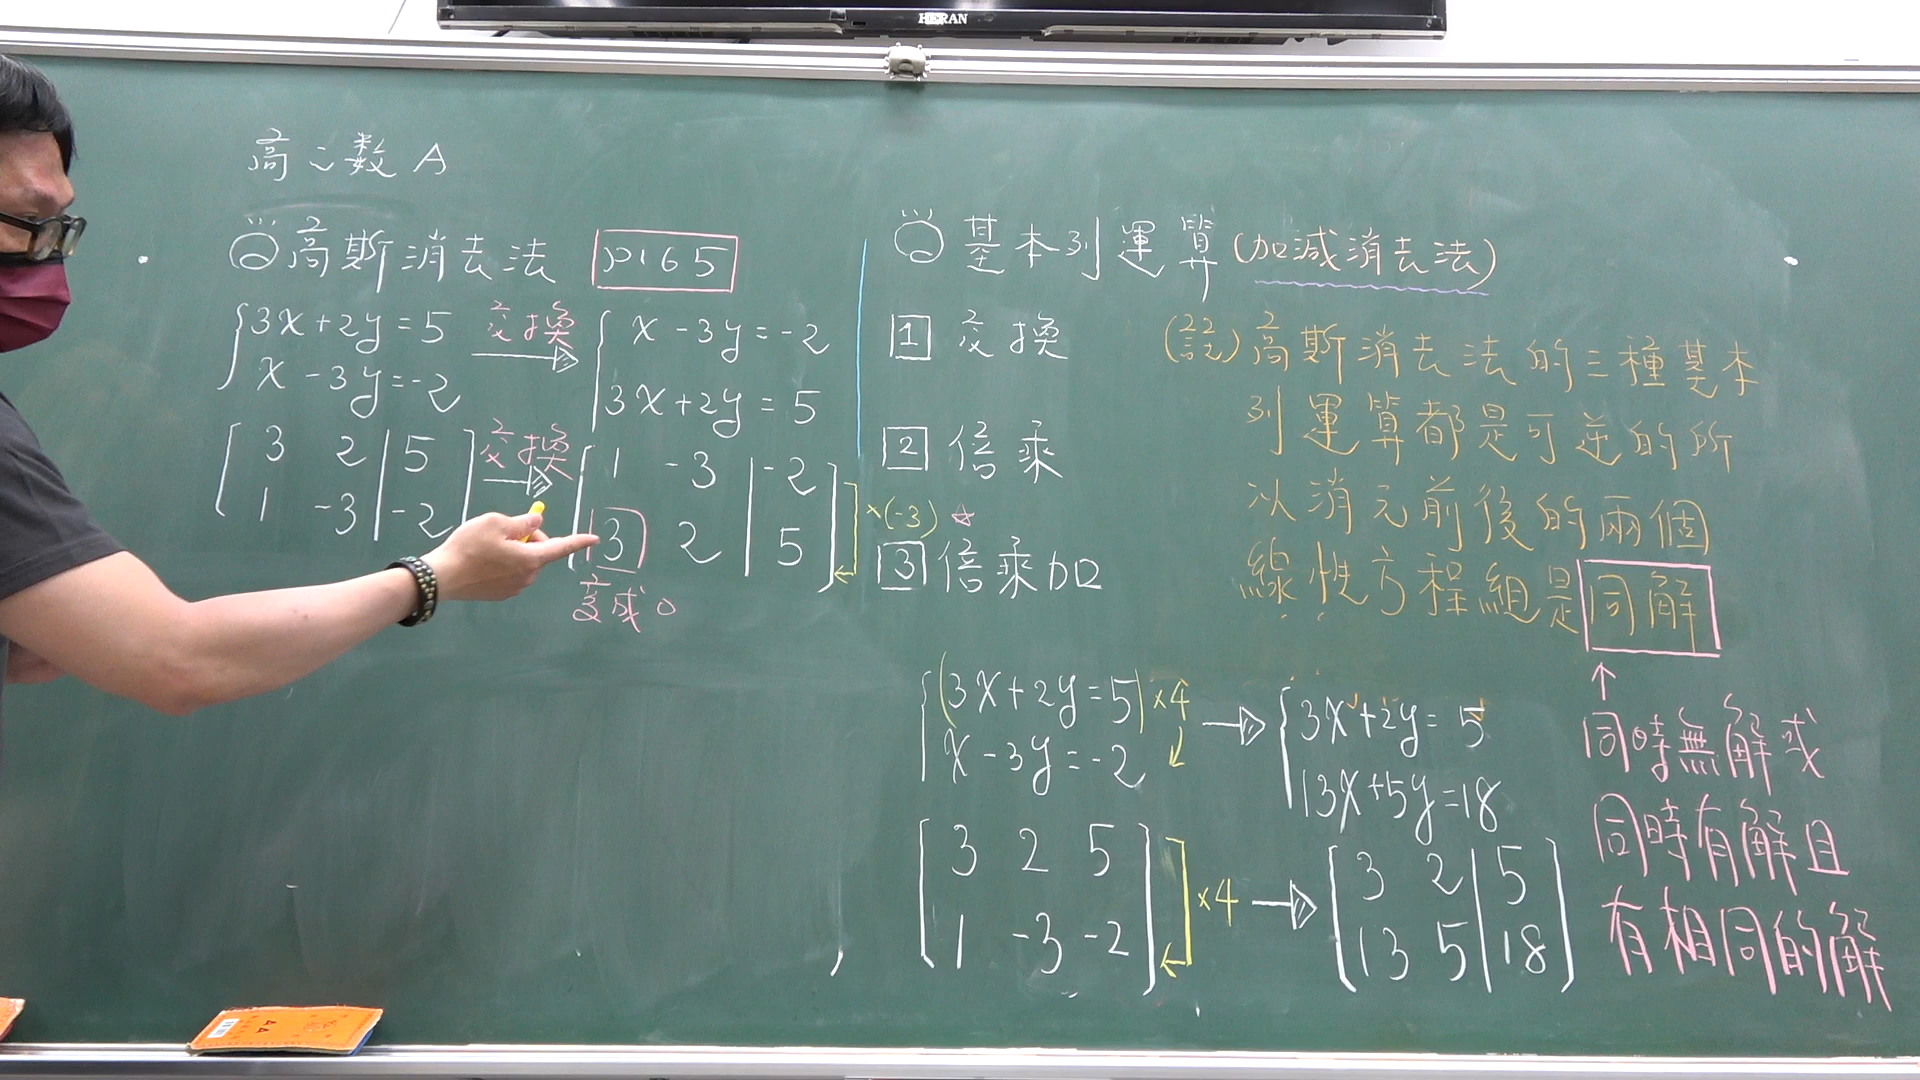 HERAN
高二數A
高斯消去法 P165
3x+2y=5
x-3y=-2
交換
x-3y=-2
3x+2y=5
3 2 | 5
1 -3 | -2
交換
1 -3 | -2
3 2 | 5
×(-3)
變成0
基本列運算(加減消去法)
1 交換
2 倍乘
☆
3 倍乘加
(註)高斯消去法的三種基本
列運算都是可逆的所
以消元前後的兩個
線性方程組是同解
↑
同時無解或
同時有解且
有相同的解
(3x+2y=5)×4
x-3y=-2
3x+2y=5
13x+5y=18
3 2 5
1 -3 -2
×4
3 2 | 5
13 5 | 18
AA